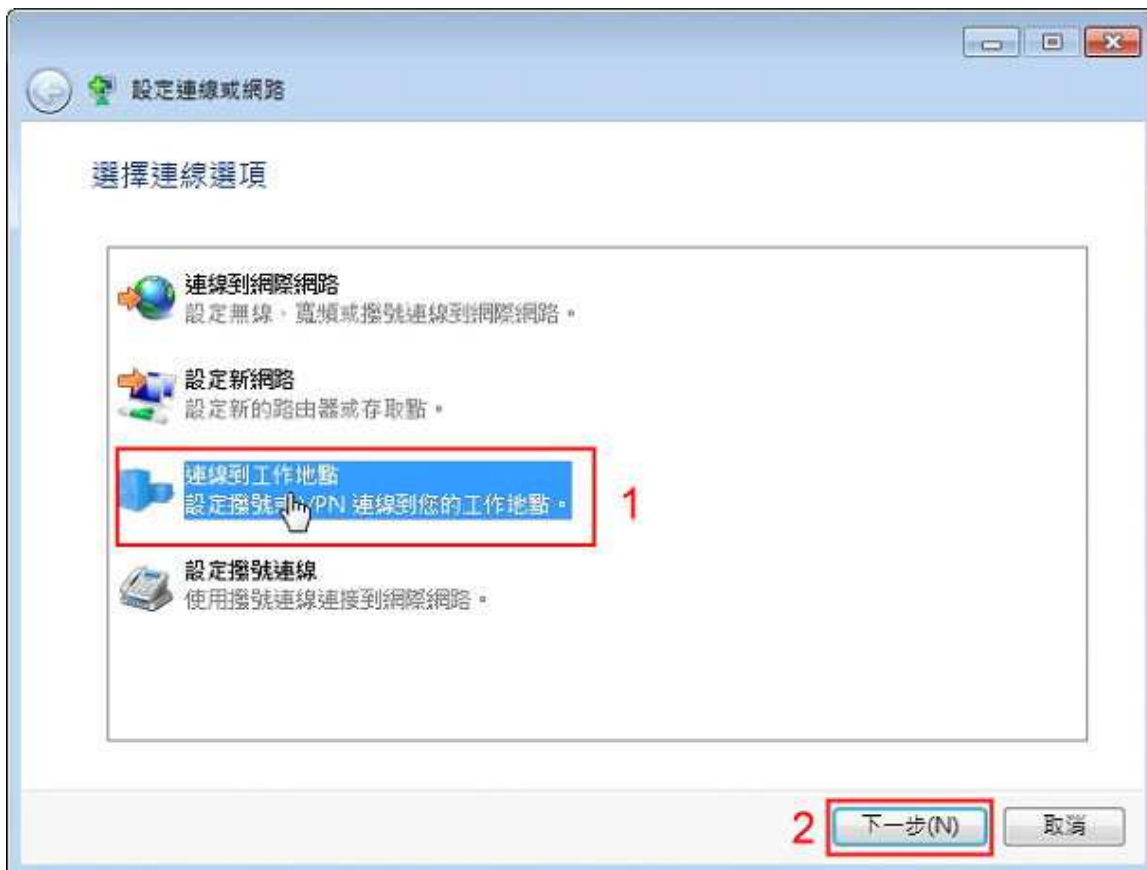 設定連線或網路
選擇連線選項
連線到網際網路
設定無線、寬頻或撥號連線到網際網路。
設定新網路
設定新的路由器或存取點。
連線到工作地點
設定撥號或 VPN 連線到您的工作地點。
1
設定撥號連線
使用撥號連線連接到網際網路。
2
下一步(N)
取消